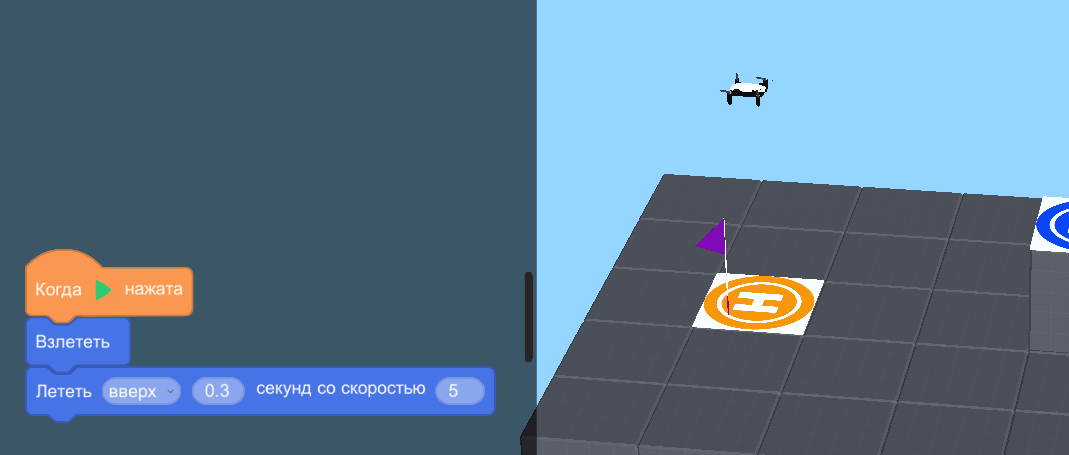 Когда нажата
Взлететь
Лететь вверх 0.3 секунд со скоростью 5
H